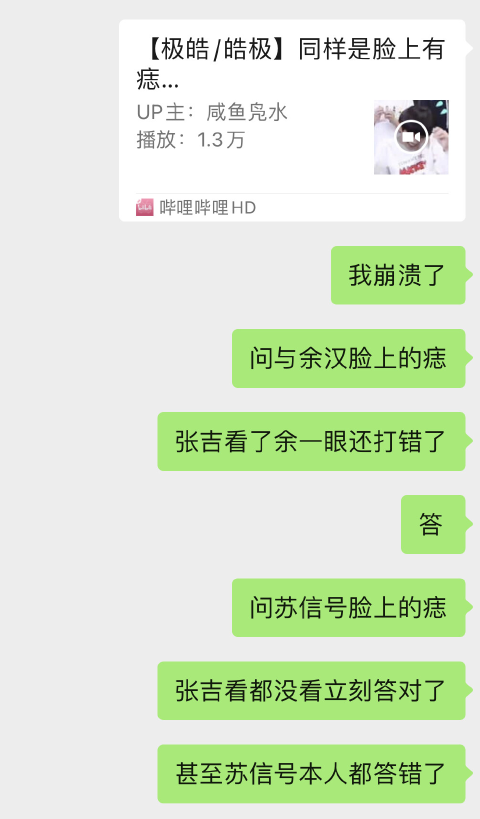 【极皓/皓极】同样是脸上有
痣...
UP主：咸鱼凫水
播放：1.3万
哔哩哔哩HD
我崩溃了
问与余汉脸上的痣
张吉看了余一眼还打错了
答
问苏信号脸上的痣
张吉看都没看立刻答对了
甚至苏信号本人都答错了